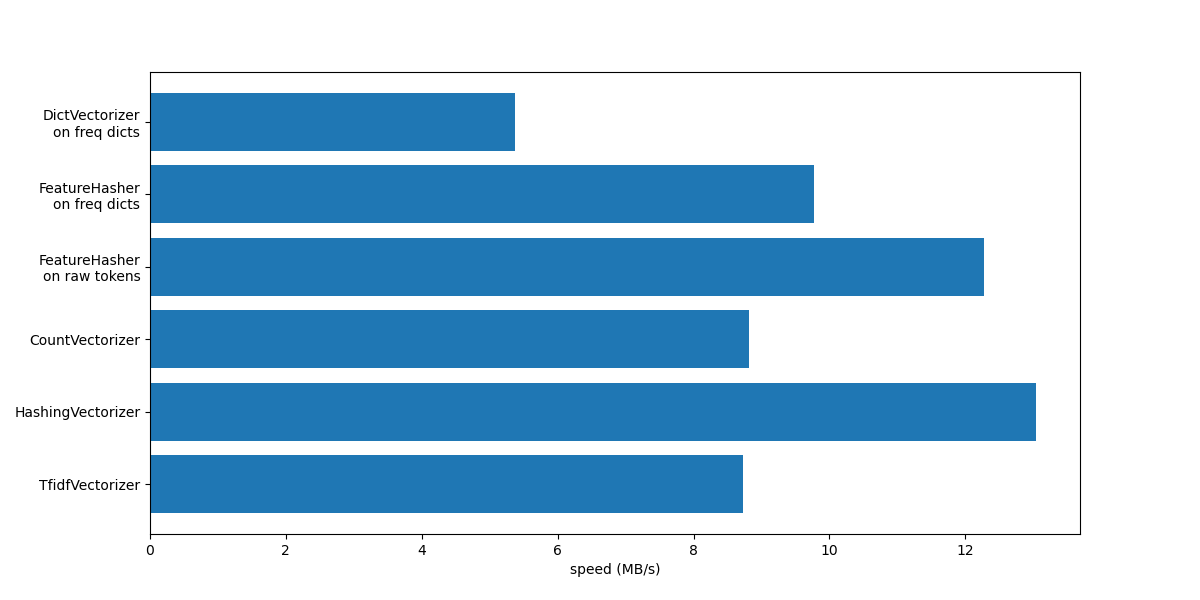 DictVectorizer
on freq dicts
FeatureHasher
on freq dicts
FeatureHasher
on raw tokens
CountVectorizer
HashingVectorizer
TfidfVectorizer
0 2 4 6 8 10 12
speed (MB/s)